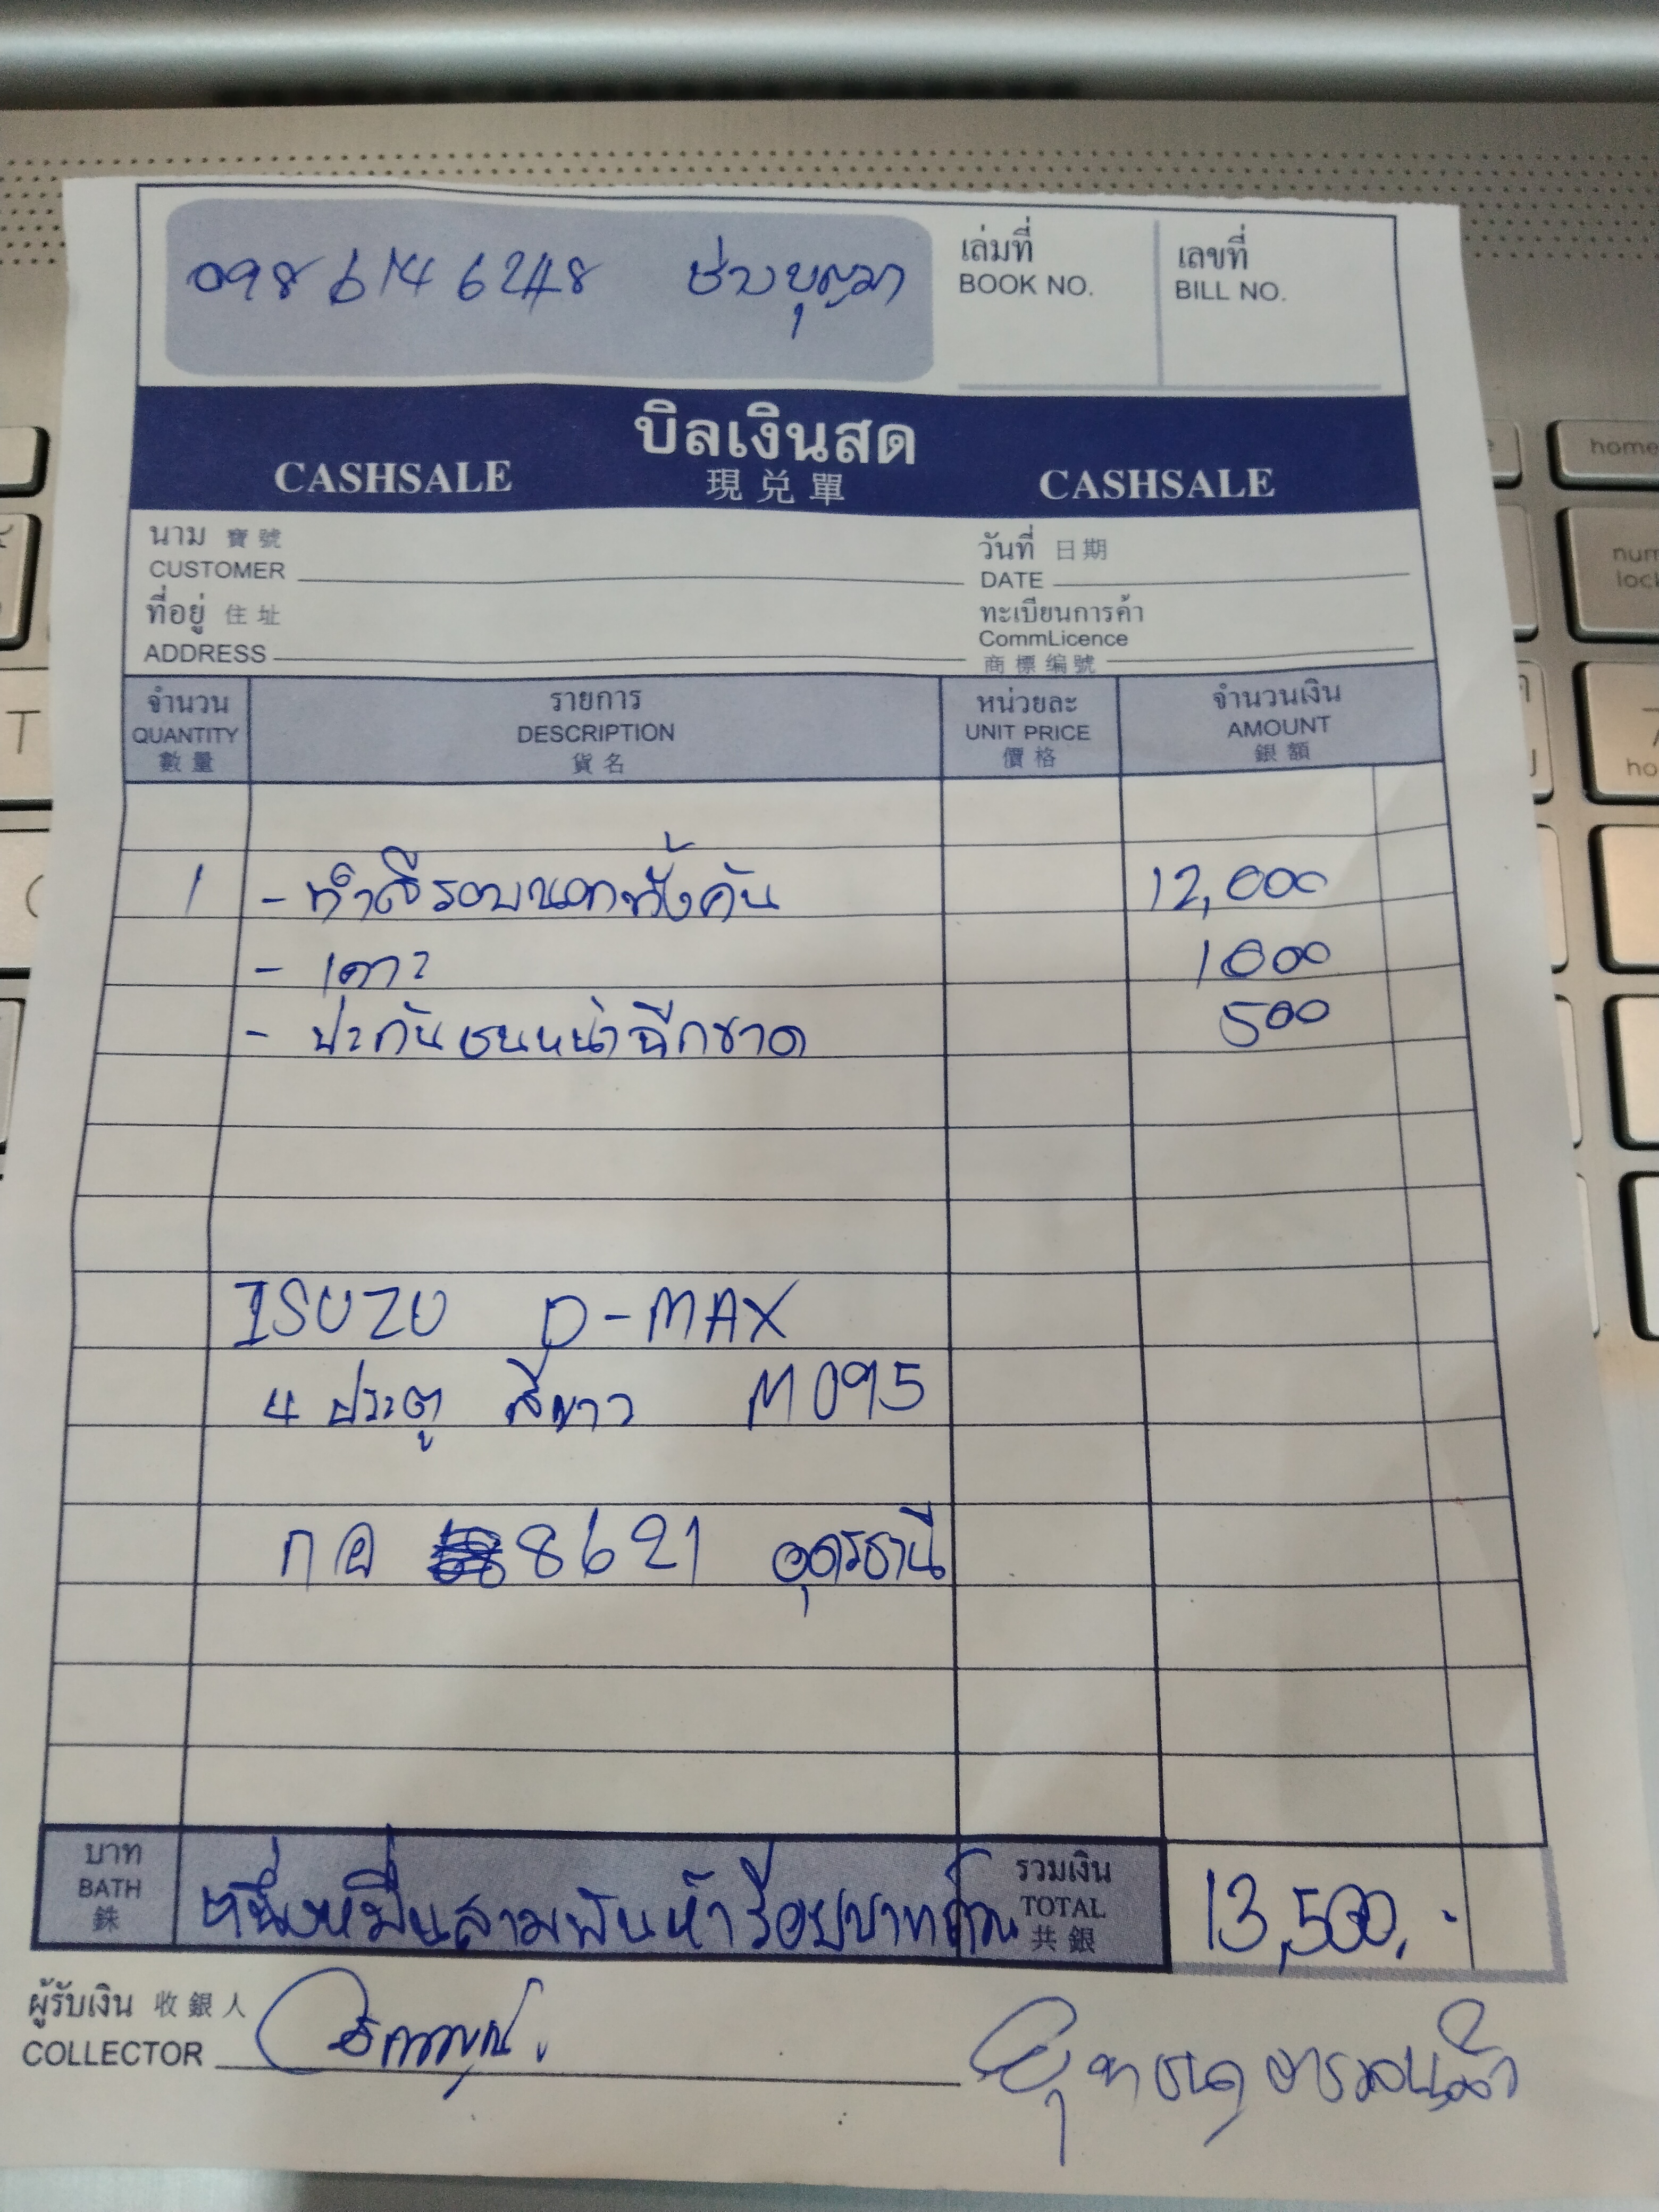 098 614 6248 ช่างบุญมา
เล่มที่
BOOK NO.
เลขที่
BILL NO.
บิลเงินสด
CASHSALE 現兌單 CASHSALE
นาม 寶號
CUSTOMER
วันที่ 日期
DATE
ที่อยู่ 住址
ADDRESS
ทะเบียนการค้า
CommLicence
商標编號
จำนวน
QUANTITY
數量
รายการ
DESCRIPTION
貨名
หน่วยละ
UNIT PRICE
價格
จำนวนเงิน
AMOUNT
銀額
1 - ทำสีรอบนอกทั้งคัน 12,000
- เคาะ 1000
- ปะกันชนหน้าฉีกขาด 500
ISUZU D-MAX
4 ประตู สีขาว M095
กอ 8621 อุดรธานี
บาท
BATH
銖
หนึ่งหมื่นสามพันห้าร้อยบาทถ้วน
รวมเงิน
TOTAL
共銀
13,500.-
ผู้รับเงิน 收銀人
COLLECTOR